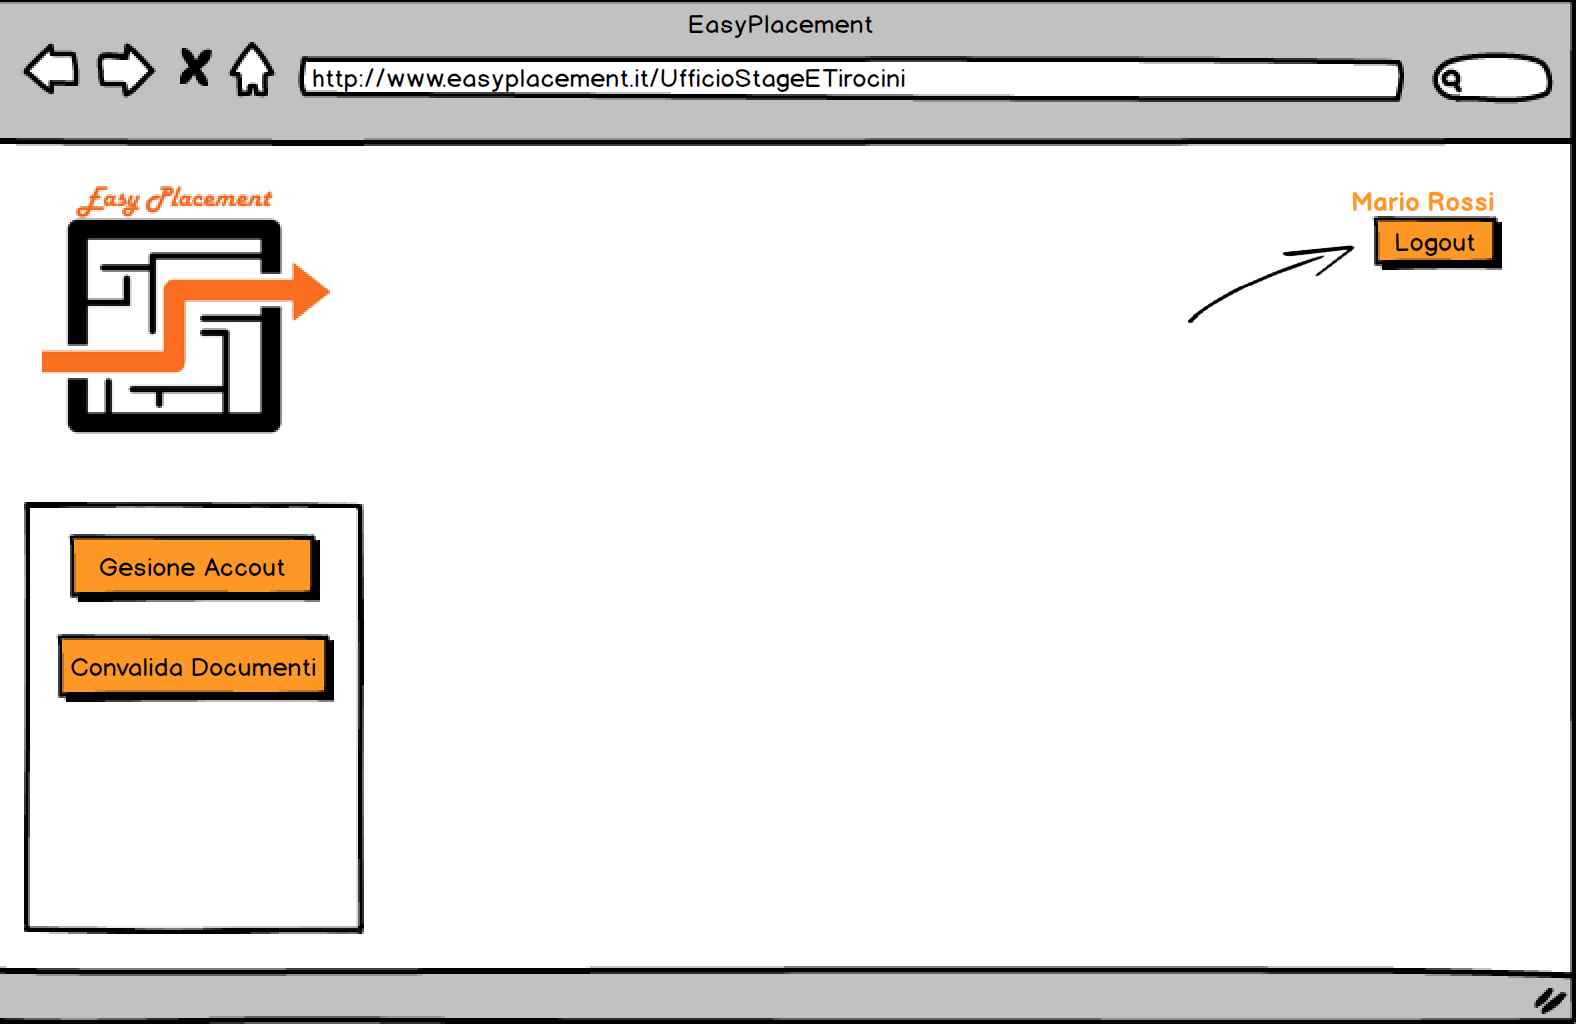 EasyPlacement
http://www.easyplacement.it/UfficioStageETirocini
Easy Placement
Mario Rossi
Logout
Gesione Accout
Convalida Documenti